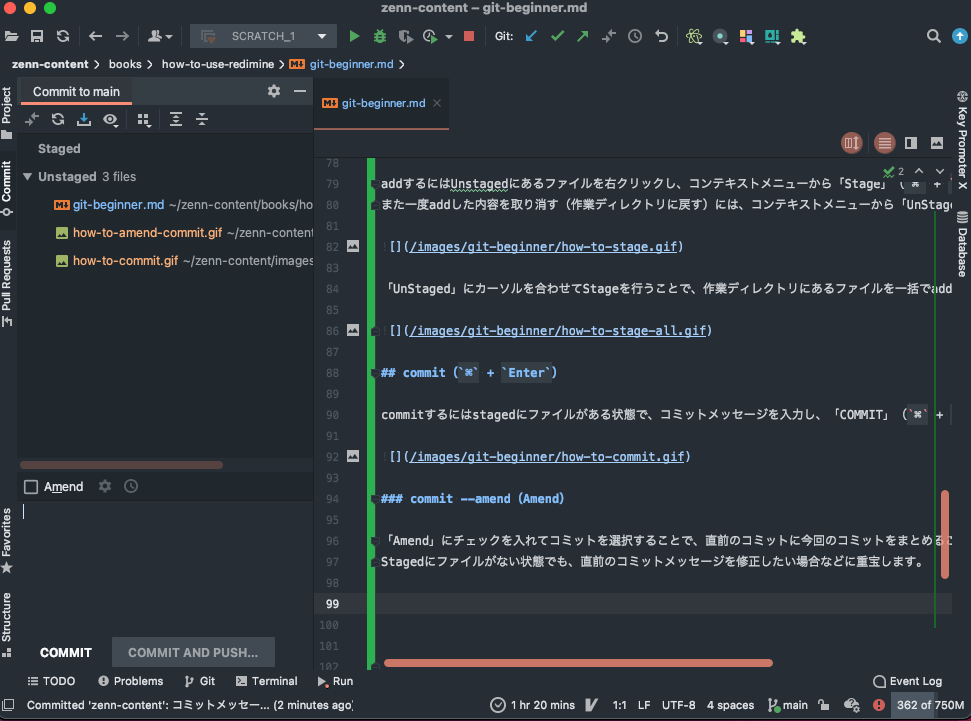 zenn-content – git-beginner.md
SCRATCH_1
Git:
zenn-content
books
how-to-use-redimine
git-beginner.md
Project
Commit
Pull Requests
Favorites
Structure
Commit to main
Staged
Unstaged 3 files
git-beginner.md ~/zenn-content/books/ho
how-to-amend-commit.gif ~/zenn-content
how-to-commit.gif ~/zenn-content/images
Amend
COMMIT
COMMIT AND PUSH...
git-beginner.md
2
78
79 addするにはUnstagedにあるファイルを右クリックし、コンテキストメニューから「Stage」（`⌘` +
80 また一度addした内容を取り消す（作業ディレクトリに戻す）には、コンテキストメニューから「UnStag
81
82 ![](/images/git-beginner/how-to-stage.gif)
83
84 「UnStaged」にカーソルを合わせてStageを行うことで、作業ディレクトリにあるファイルを一括でadd
85
86 ![](/images/git-beginner/how-to-stage-all.gif)
87
88 ## commit (`⌘` + `Enter`)
89
90 commitするにはstagedにファイルがある状態で、コミットメッセージを入力し、「COMMIT」（`⌘` +
91
92 ![](/images/git-beginner/how-to-commit.gif)
93
94 ### commit --amend (Amend)
95
96 「Amend」にチェックを入れてコミットを選択することで、直前のコミットに今回のコミットをまとめるこ
97 Stagedにファイルがない状態でも、直前のコミットメッセージを修正したい場合などに重宝します。
98
99
100
101
102
Key Promoter X
Database
TODO
Problems
Git
Terminal
Run
Event Log
Committed 'zenn-content': コミットメッセー... (2 minutes ago)
1 hr 20 mins
1:1
LF
UTF-8
4 spaces
main
362 of 750M